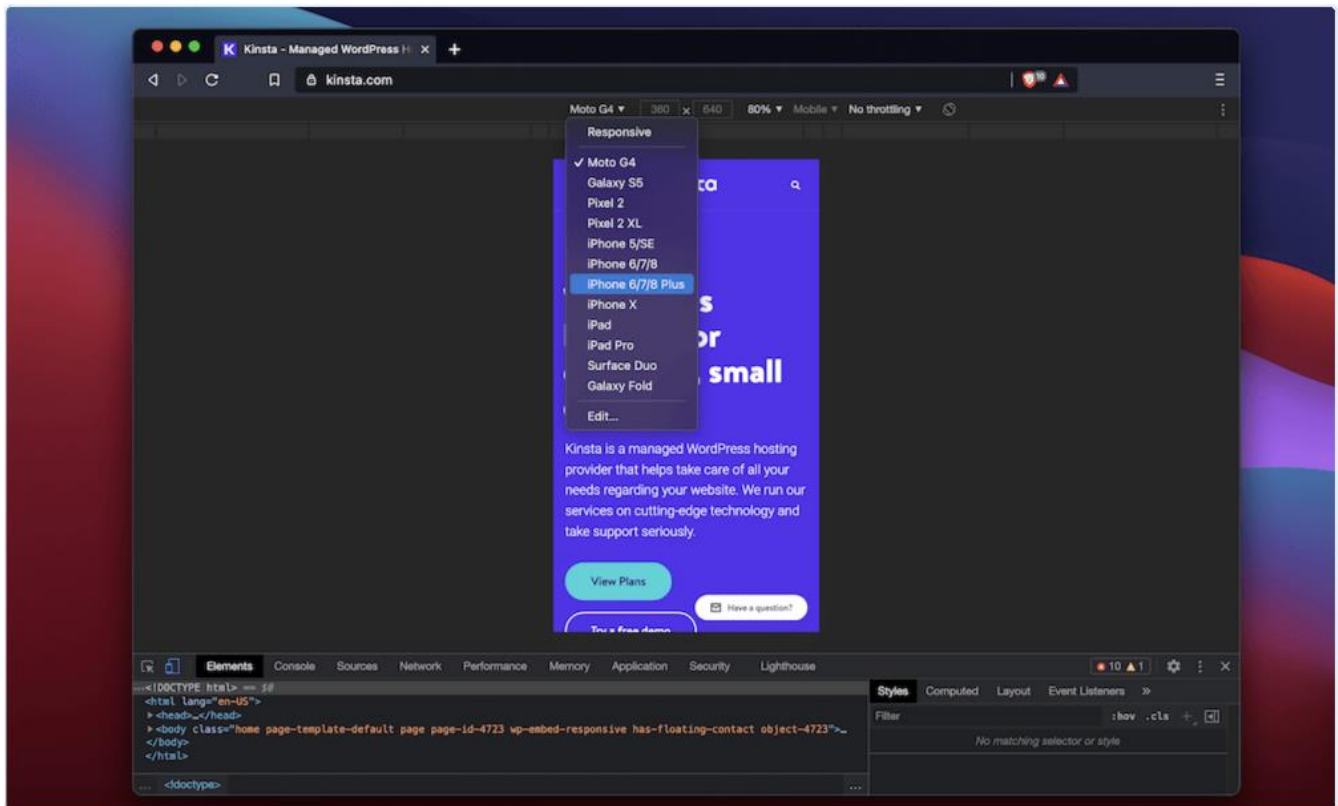 K Kinsta - Managed WordPress H
kinsta.com
10
Moto G4 360 x 640 80% Mobile No throttling
Responsive
Moto G4
Galaxy S5
Pixel 2
Pixel 2 XL
iPhone 5/SE
iPhone 6/7/8
iPhone 6/7/8 Plus
iPhone X
iPad
iPad Pro
Surface Duo
Galaxy Fold
Edit...
ta
s
or
small
Kinsta is a managed WordPress hosting
provider that helps take care of all your
needs regarding your website. We run our
services on cutting-edge technology and
take support seriously.
View Plans
Have a question?
Try a free demo
Elements Console Sources Network Performance Memory Application Security Lighthouse 10 1
...<!DOCTYPE html> == $0
<html lang="en-US">
<head>…</head>
<body class="home page-template-default page page-id-4723 wp-embed-responsive has-floating-contact object-4723">…
</body>
</html>
... <!doctype> ...
Styles Computed Layout Event Listeners »
Filter :hov .cls +
No matching selector or style